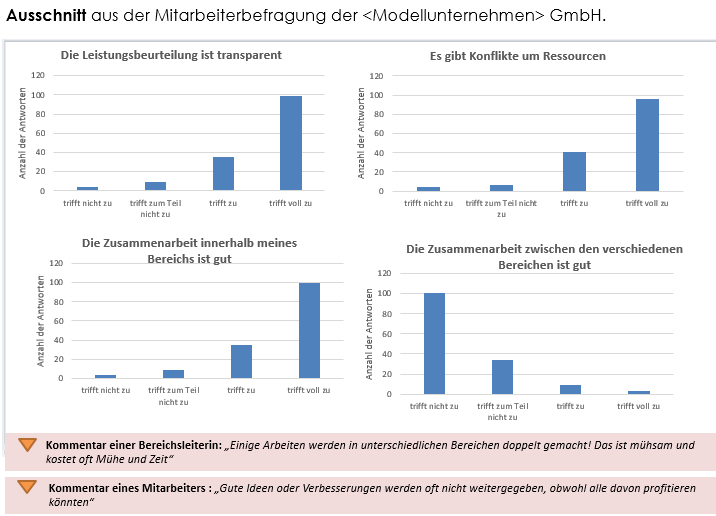 Ausschnitt aus der Mitarbeiterbefragung der <Modellunternehmen> GmbH.
Die Leistungsbeurteilung ist transparent
Anzahl der Antworten
120
100
80
60
40
20
0
trifft nicht zu
trifft zum Teil
nicht zu
trifft zu
trifft voll zu
Es gibt Konflikte um Ressourcen
Anzahl der Antworten
120
100
80
60
40
20
0
trifft nicht zu
trifft zum Teil nicht
zu
trifft zu
trifft voll zu
Die Zusammenarbeit innerhalb meines
Bereichs ist gut
Anzahl der Antworten
120
100
80
60
40
20
0
trifft nicht zu
trifft zum Teil
nicht zu
trifft zu
trifft voll zu
Die Zusammenarbeit zwischen den verschiedenen
Bereichen ist gut
Anzahl der Antworten
120
100
80
60
40
20
0
trifft nicht zu
trifft zum Teil
nicht zu
trifft zu
trifft voll zu
Kommentar einer Bereichsleiterin: „Einige Arbeiten werden in unterschiedlichen Bereichen doppelt gemacht! Das ist mühsam und
kostet oft Mühe und Zeit“
Kommentar eines Mitarbeiters : „Gute Ideen oder Verbesserungen werden oft nicht weitergegeben, obwohl alle davon profitieren
könnten“